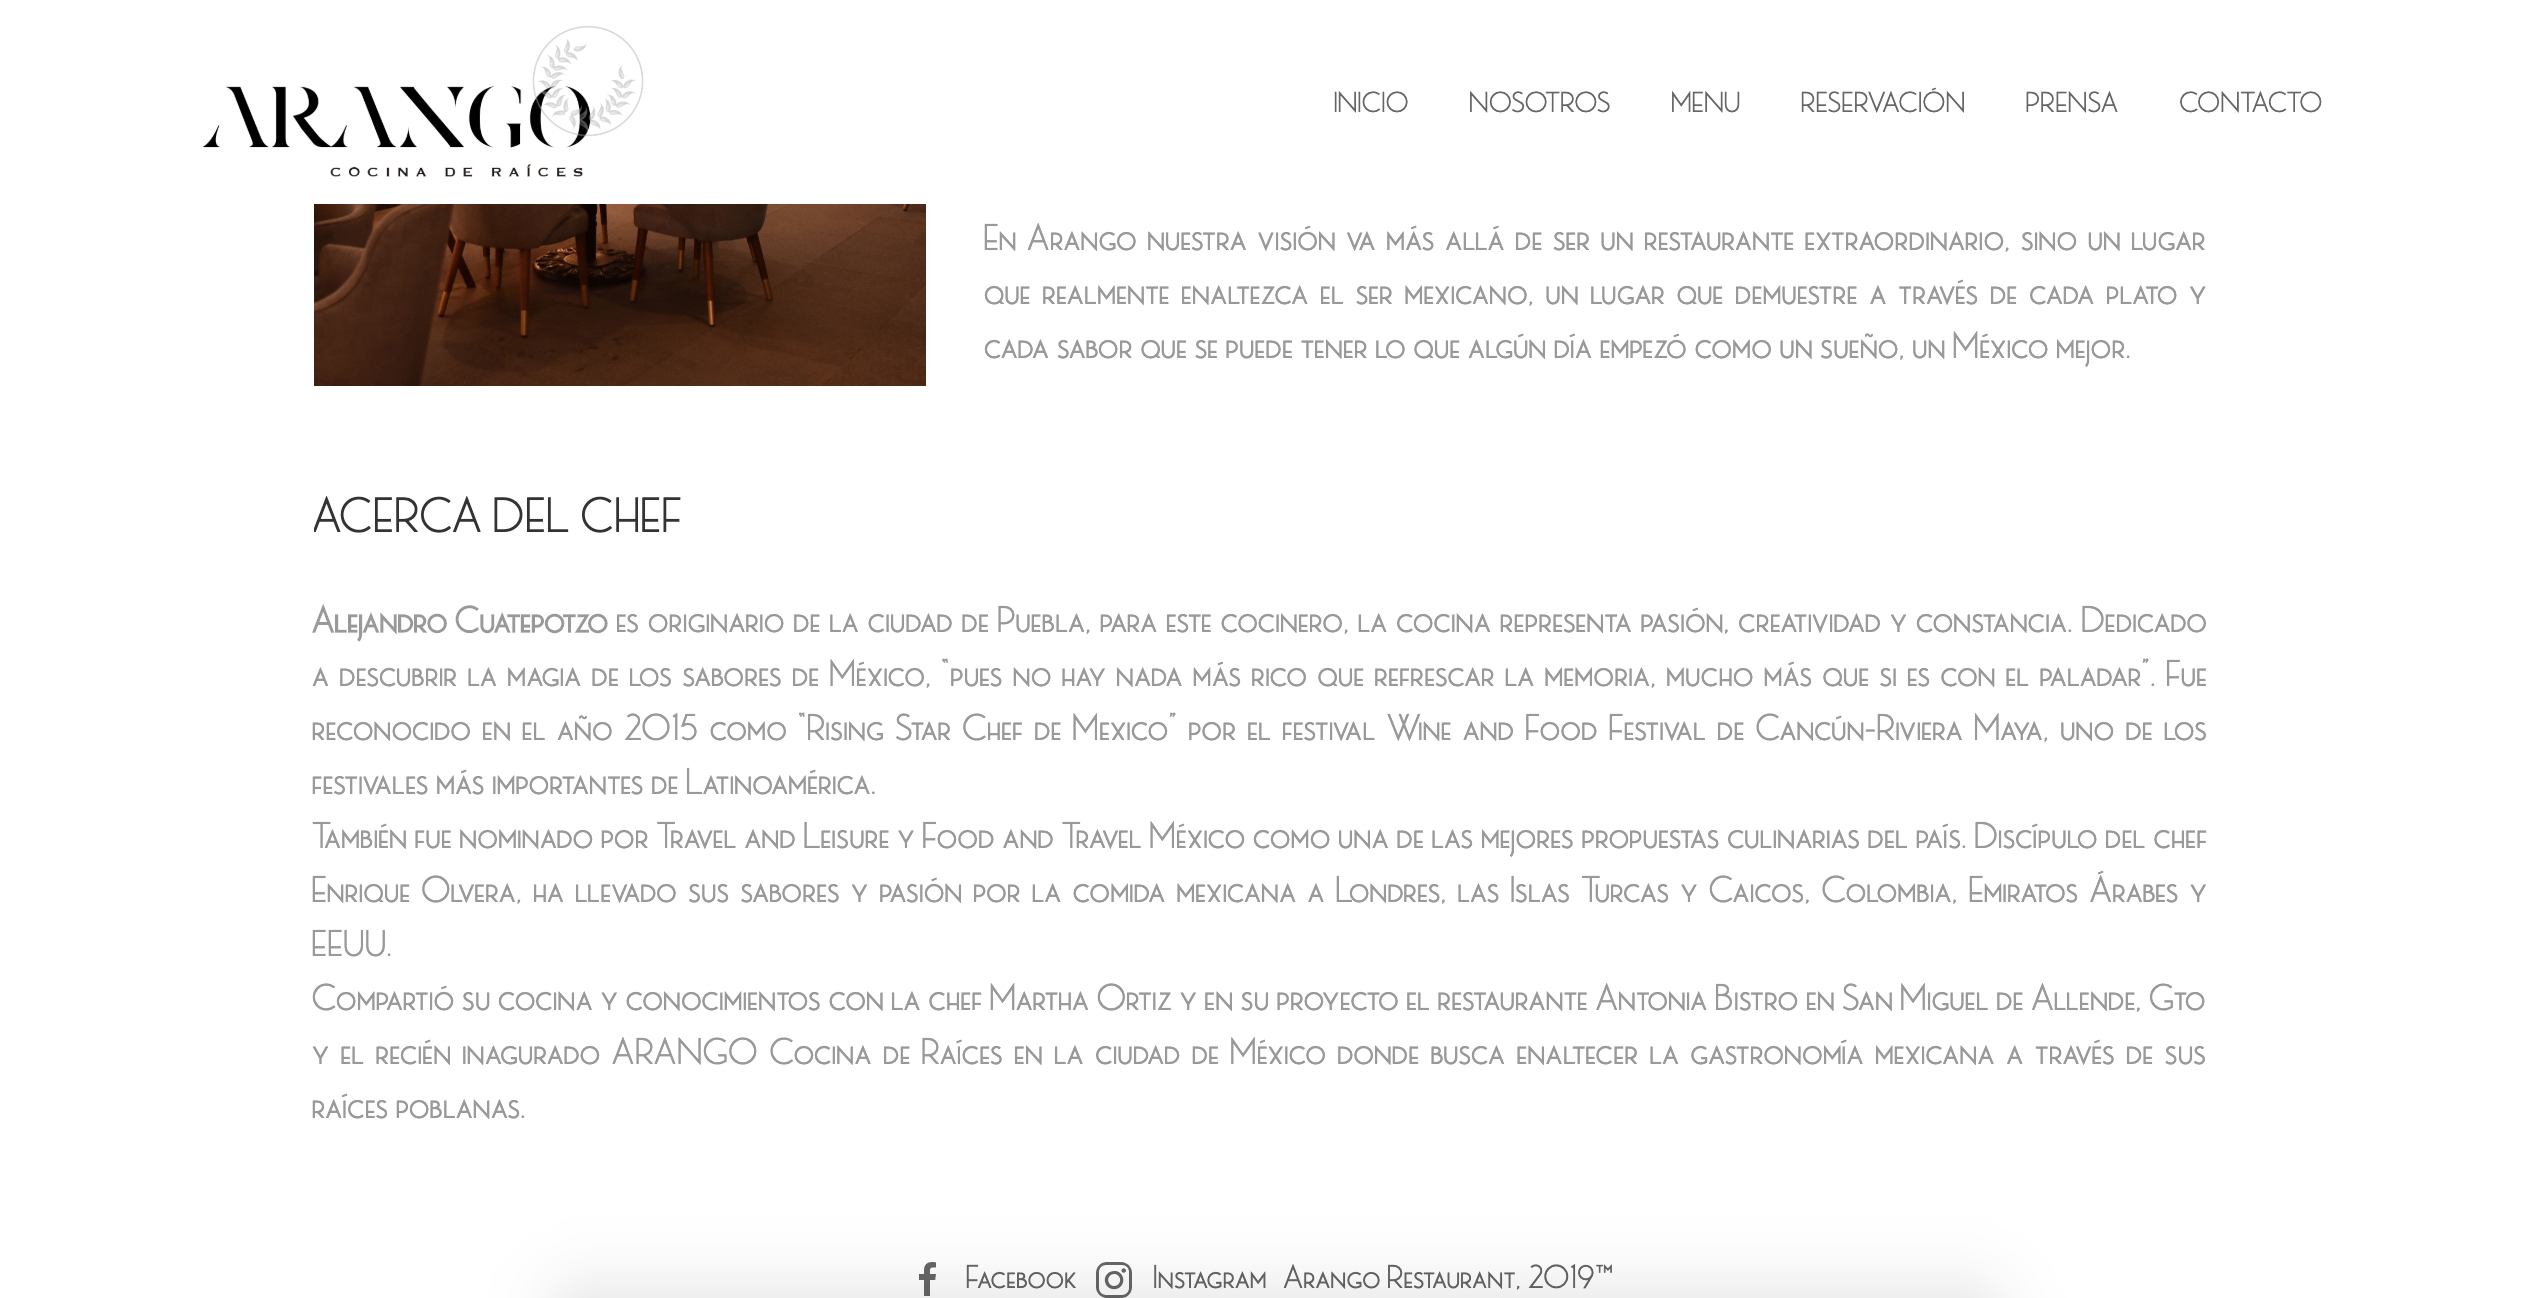 ARANGO
COCINA DE RAÍCES
INICIO NOSOTROS MENU RESERVACIÓN PRENSA CONTACTO
En Arango nuestra visión va más allá de ser un restaurante extraordinario, sino un lugar
que realmente enaltezca el ser mexicano, un lugar que demuestre a través de cada plato y
cada sabor que se puede tener lo que algún día empezó como un sueño, un México mejor.
ACERCA DEL CHEF
Alejandro Cuatepotzo es originario de la ciudad de Puebla, para este cocinero, la cocina representa pasión, creatividad y constancia. Dedicado
a descubrir la magia de los sabores de México, “pues no hay nada más rico que refrescar la memoria, mucho más que si es con el paladar”. Fue
reconocido en el año 2015 como “Rising Star Chef de Mexico” por el festival Wine and Food Festival de Cancún-Riviera Maya, uno de los
festivales más importantes de Latinoamérica.
También fue nominado por Travel and Leisure y Food and Travel México como una de las mejores propuestas culinarias del país. Discípulo del chef
Enrique Olvera, ha llevado sus sabores y pasión por la comida mexicana a Londres, las Islas Turcas y Caicos, Colombia, Emiratos Árabes y
EEUU.
Compartió su cocina y conocimientos con la chef Martha Ortiz y en su proyecto el restaurante Antonia Bistro en San Miguel de Allende, Gto
y el recién inagurado ARANGO Cocina de Raíces en la ciudad de México donde busca enaltecer la gastronomía mexicana a través de sus
raíces poblanas.
Facebook Instagram Arango Restaurant, 2019™